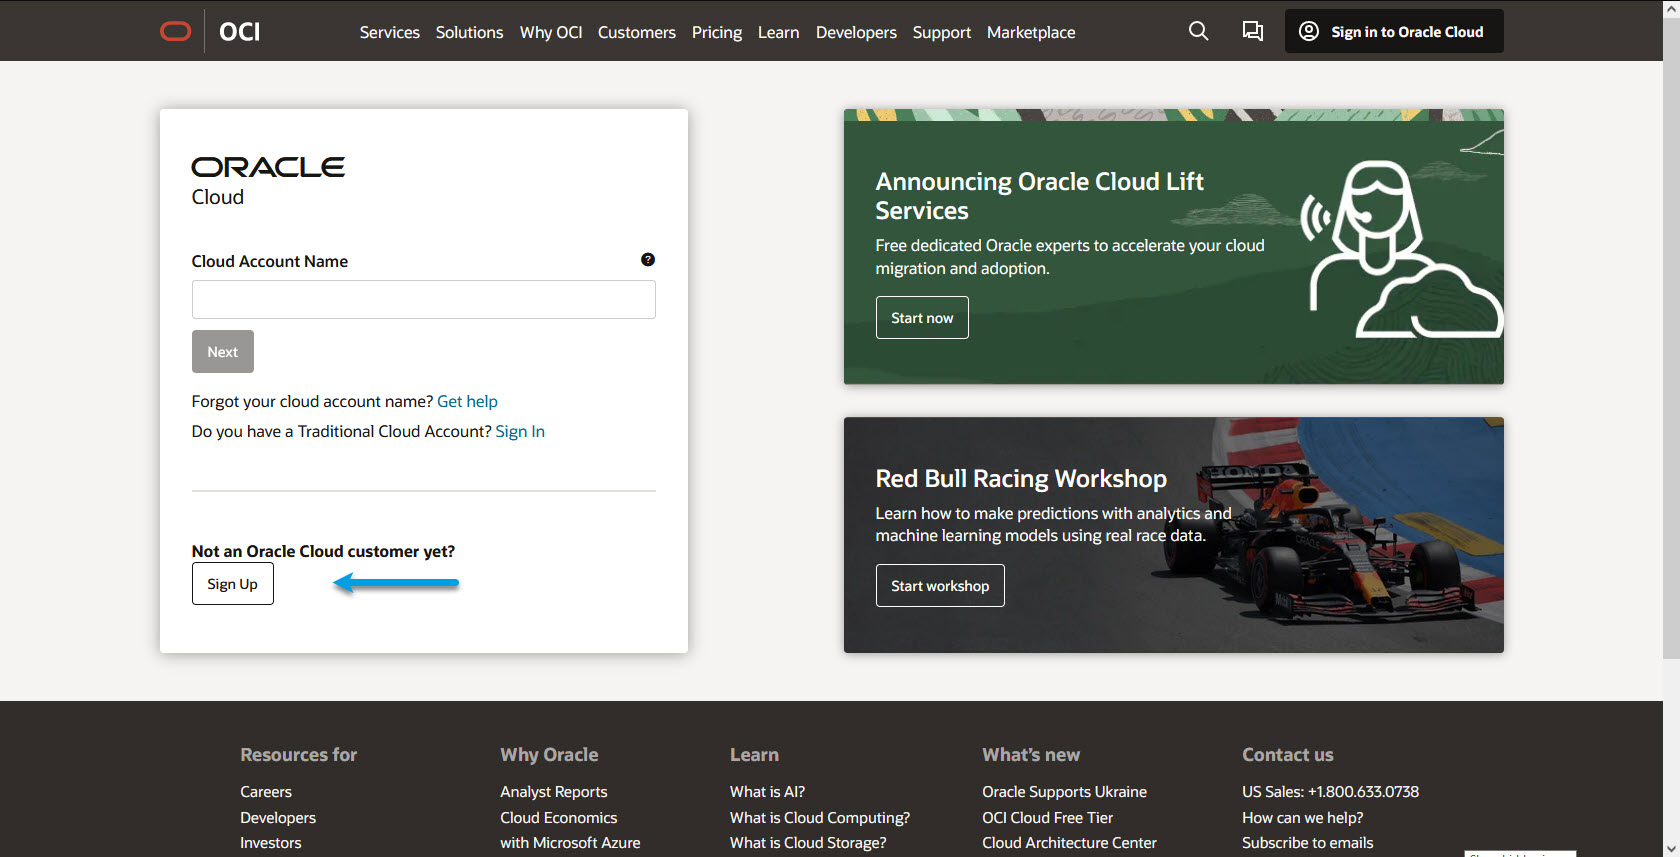 OCI
Services Solutions Why OCI Customers Pricing Learn Developers Support Marketplace
Sign in to Oracle Cloud
ORACLE
Cloud
Cloud Account Name
?
Next
Forgot your cloud account name? Get help
Do you have a Traditional Cloud Account? Sign In
Not an Oracle Cloud customer yet?
Sign Up
Announcing Oracle Cloud Lift
Services
Free dedicated Oracle experts to accelerate your cloud
migration and adoption.
Start now
Red Bull Racing Workshop
Learn how to make predictions with analytics and
machine learning models using real race data.
Start workshop
HONDA
ORACLE
Resources for
Careers
Developers
Investors
Why Oracle
Analyst Reports
Cloud Economics
with Microsoft Azure
Learn
What is AI?
What is Cloud Computing?
What is Cloud Storage?
What's new
Oracle Supports Ukraine
OCI Cloud Free Tier
Cloud Architecture Center
Contact us
US Sales: +1.800.633.0738
How can we help?
Subscribe to emails